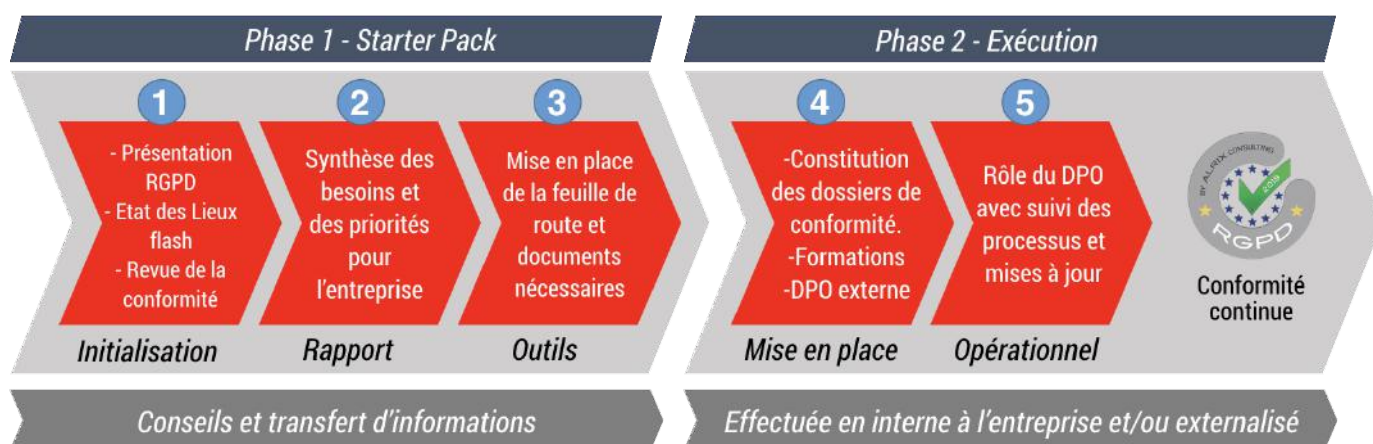 Phase 1 - Starter Pack
Phase 2 - Exécution
1
- Présentation
RGPD
- Etat des Lieux
flash
- Revue de la
conformité
Initialisation
2
Synthèse des
besoins et
des priorités
pour
l'entreprise
Rapport
3
Mise en place
de la feuille de
route et
documents
nécessaires
Outils
4
-Constitution
des dossiers de
conformité.
-Formations
-DPO externe
Mise en place
5
Rôle du DPO
avec suivi des
processus et
mises à jour
Opérationnel
BY ALRIX CONSULTING
2019
RGPD
Conformité
continue
Conseils et transfert d'informations
Effectuée en interne à l'entreprise et/ou externalisé